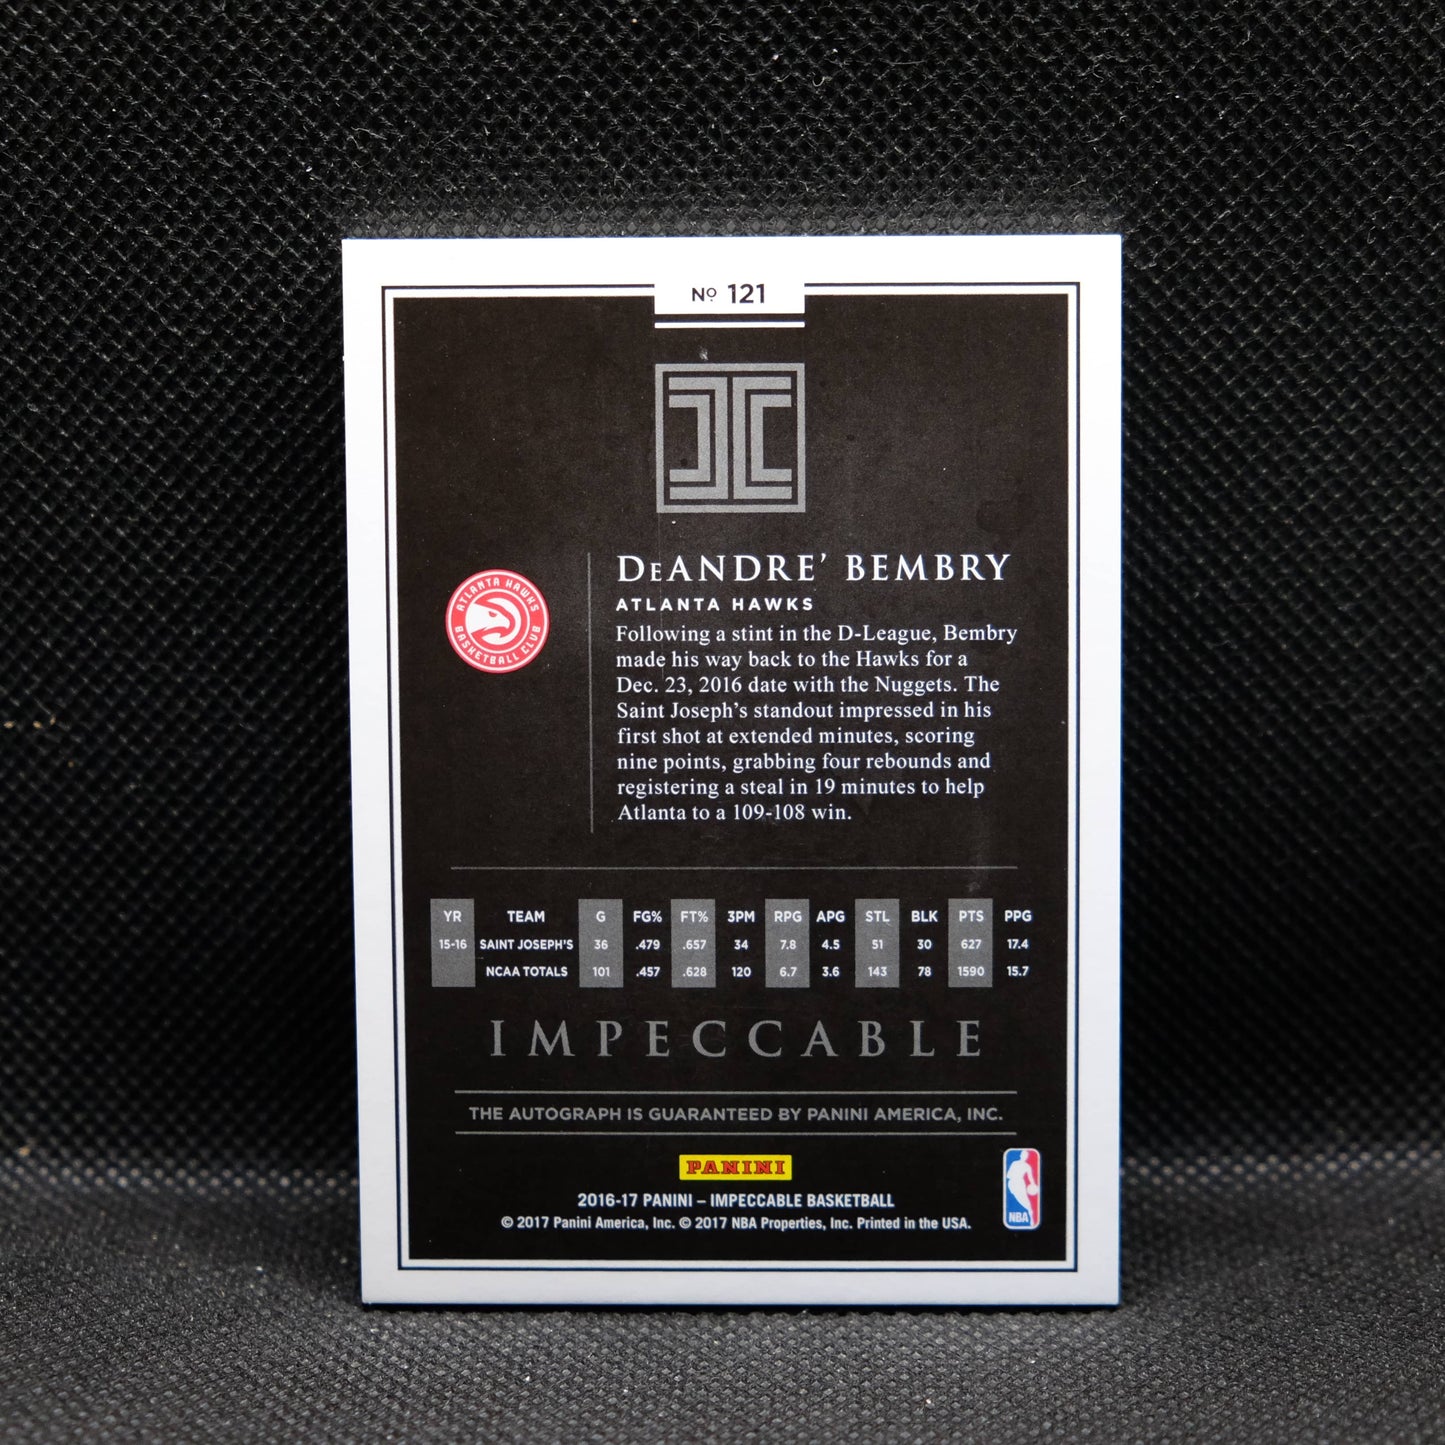 Nº 121
DeANDRE’ BEMBRY
ATLANTA HAWKS
ATLANTA HAWKS
BASKETBALL CLUB
Following a stint in the D-League, Bembry
made his way back to the Hawks for a
Dec. 23, 2016 date with the Nuggets. The
Saint Joseph’s standout impressed in his
first shot at extended minutes, scoring
nine points, grabbing four rebounds and
registering a steal in 19 minutes to help
Atlanta to a 109-108 win.
YR TEAM G FG% FT% 3PM RPG APG STL BLK PTS PPG
15-16 SAINT JOSEPH’S 36 .479 .657 34 7.8 4.5 51 30 627 17.4
NCAA TOTALS 101 .457 .628 120 6.7 3.6 143 78 1590 15.7
IMPECCABLE
THE AUTOGRAPH IS GUARANTEED BY PANINI AMERICA, INC.
PANINI
2016-17 PANINI – IMPECCABLE BASKETBALL
© 2017 Panini America, Inc. © 2017 NBA Properties, Inc. Printed in the USA.
NBA